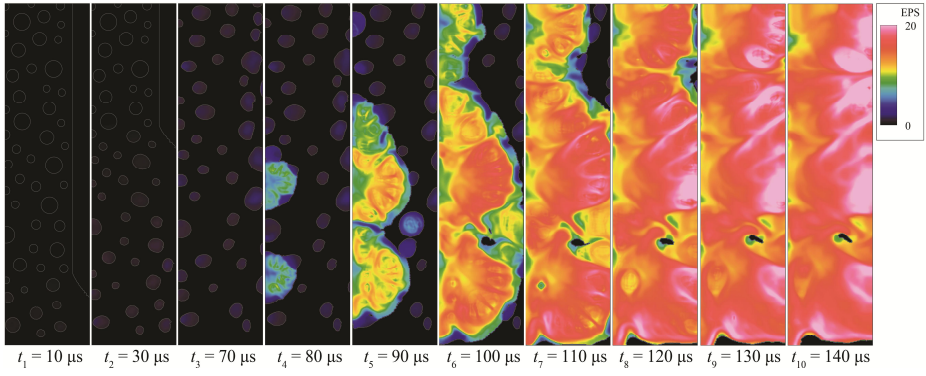 EPS
20
0
t1 = 10 µs
t2 = 30 µs
t3 = 70 µs
t4 = 80 µs
t5 = 90 µs
t6 = 100 µs
t7 = 110 µs
t8 = 120 µs
t9 = 130 µs
t10 = 140 µs